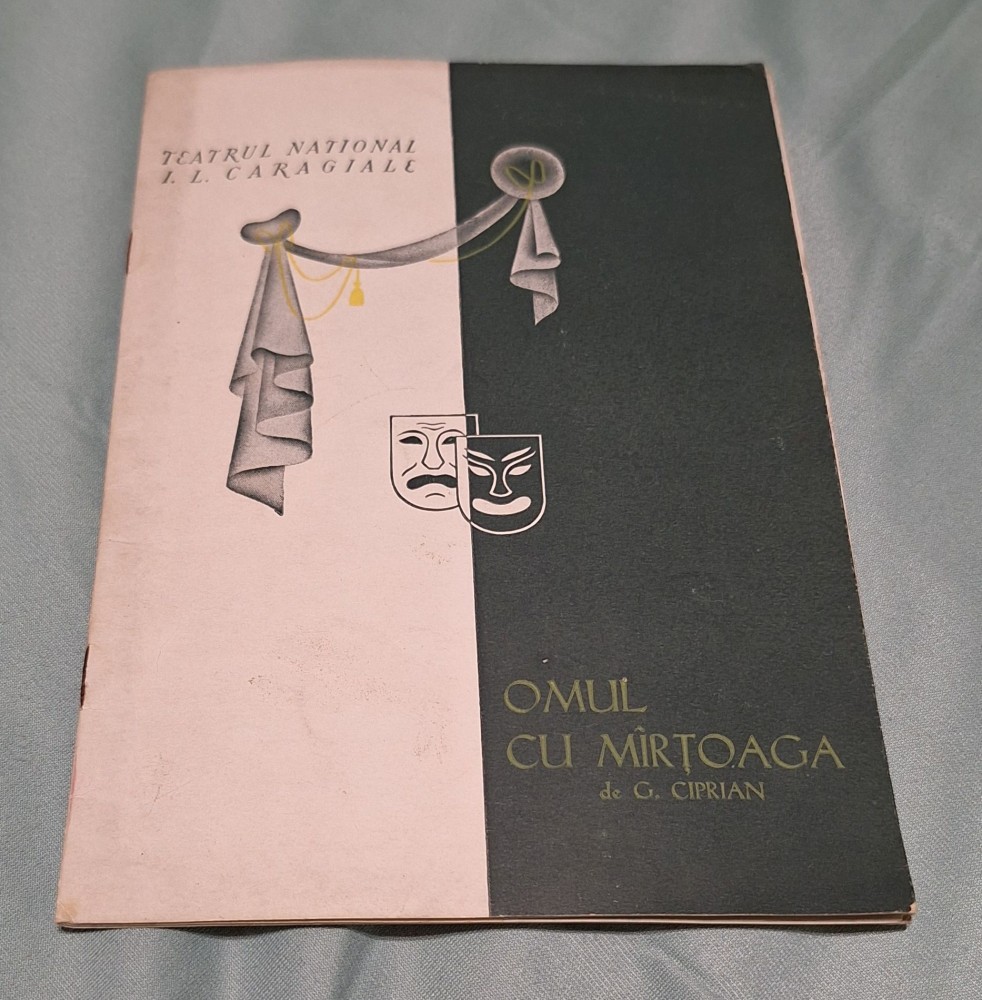 TEATRUL NAȚIONAL
I. L. CARAGIALE
OMUL
CU MÎRȚOAGA
de G. CIPRIAN